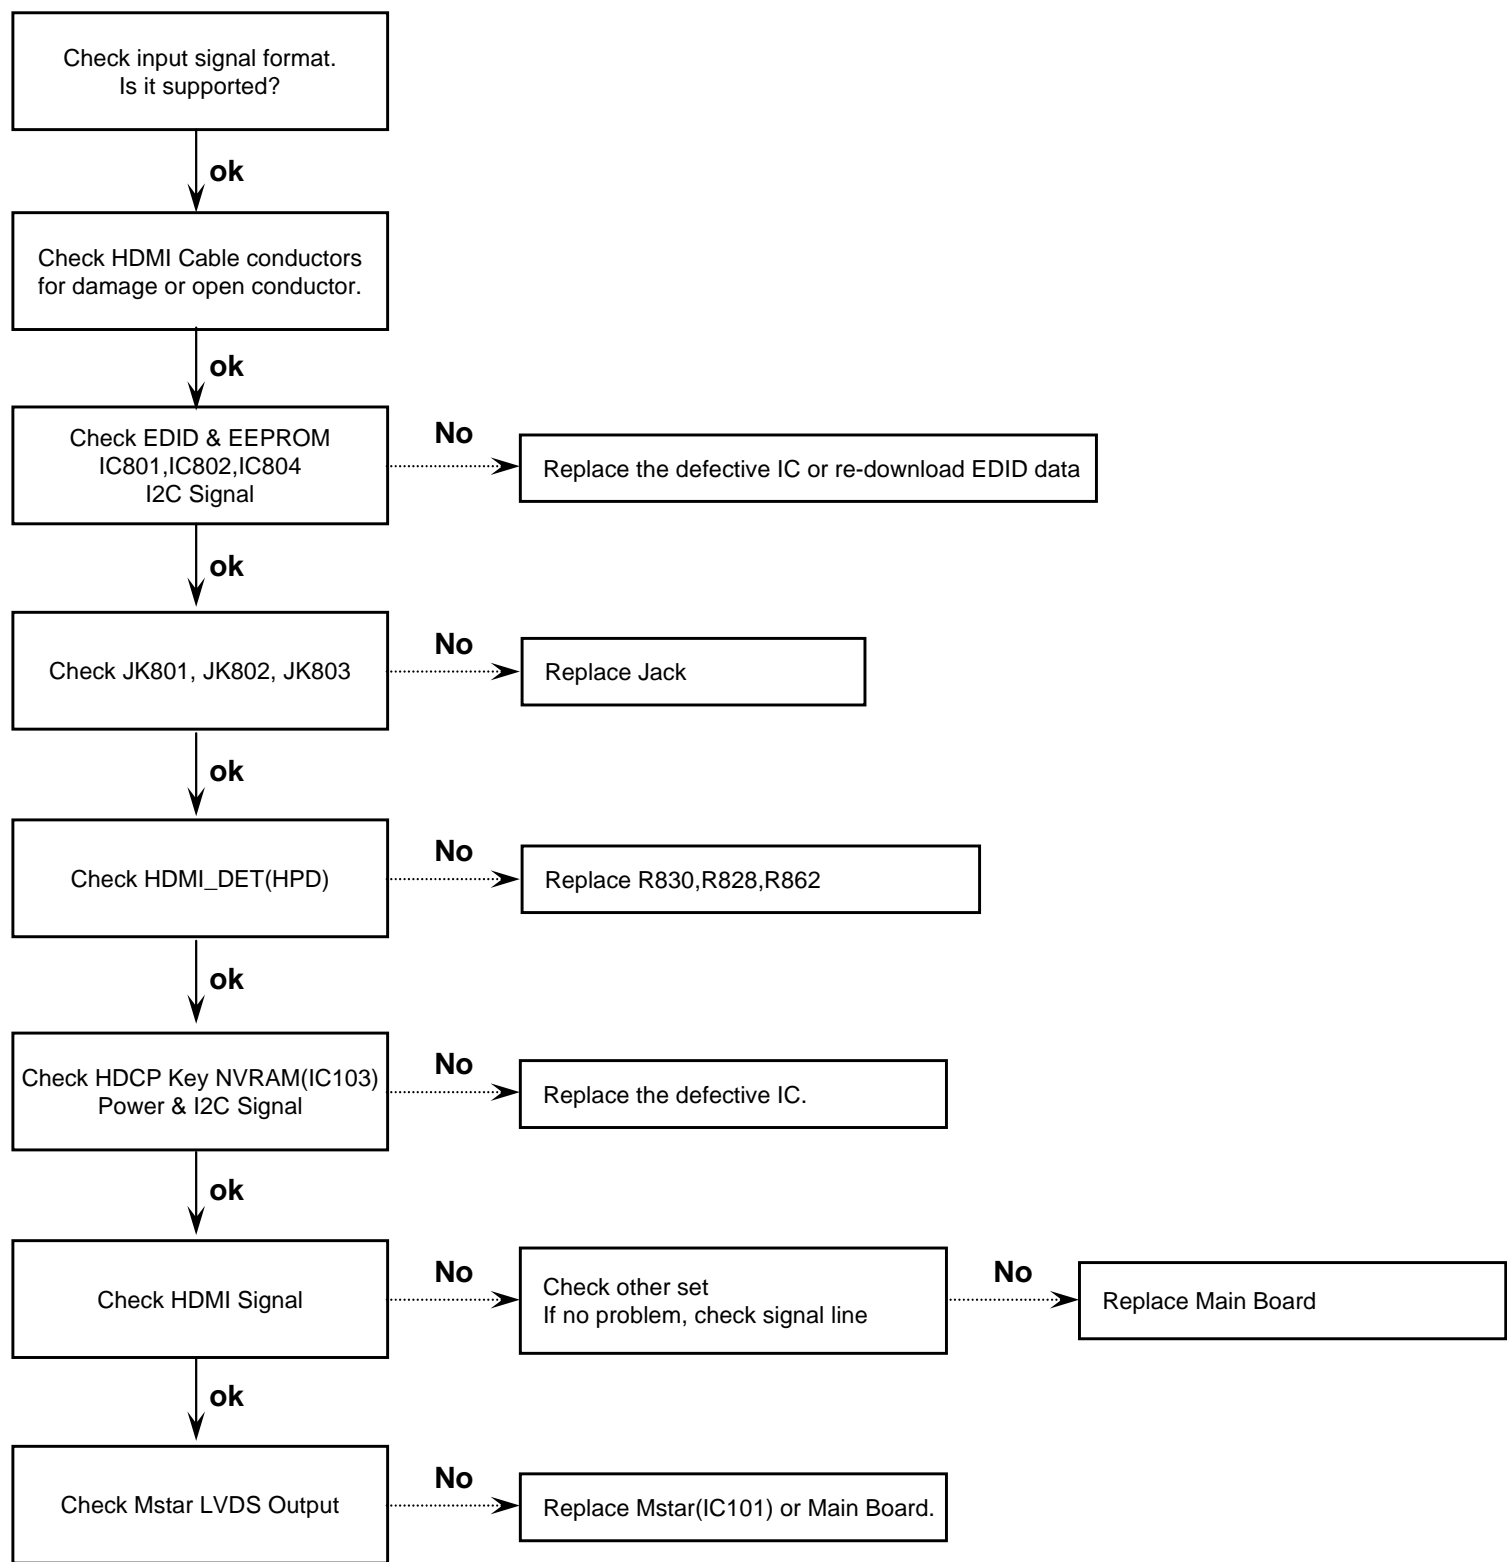 Check input signal format.
Is it supported?
ok
Check HDMI Cable conductors
for damage or open conductor.
ok
Check EDID & EEPROM
IC801,IC802,IC804
I2C Signal
No
Replace the defective IC or re-download EDID data
ok
Check JK801, JK802, JK803
No
Replace Jack
ok
Check HDMI_DET(HPD)
No
Replace R830,R828,R862
ok
Check HDCP Key NVRAM(IC103)
Power & I2C Signal
No
Replace the defective IC.
ok
Check HDMI Signal
No
Check other set
If no problem, check signal line
No
Replace Main Board
ok
Check Mstar LVDS Output
No
Replace Mstar(IC101) or Main Board.